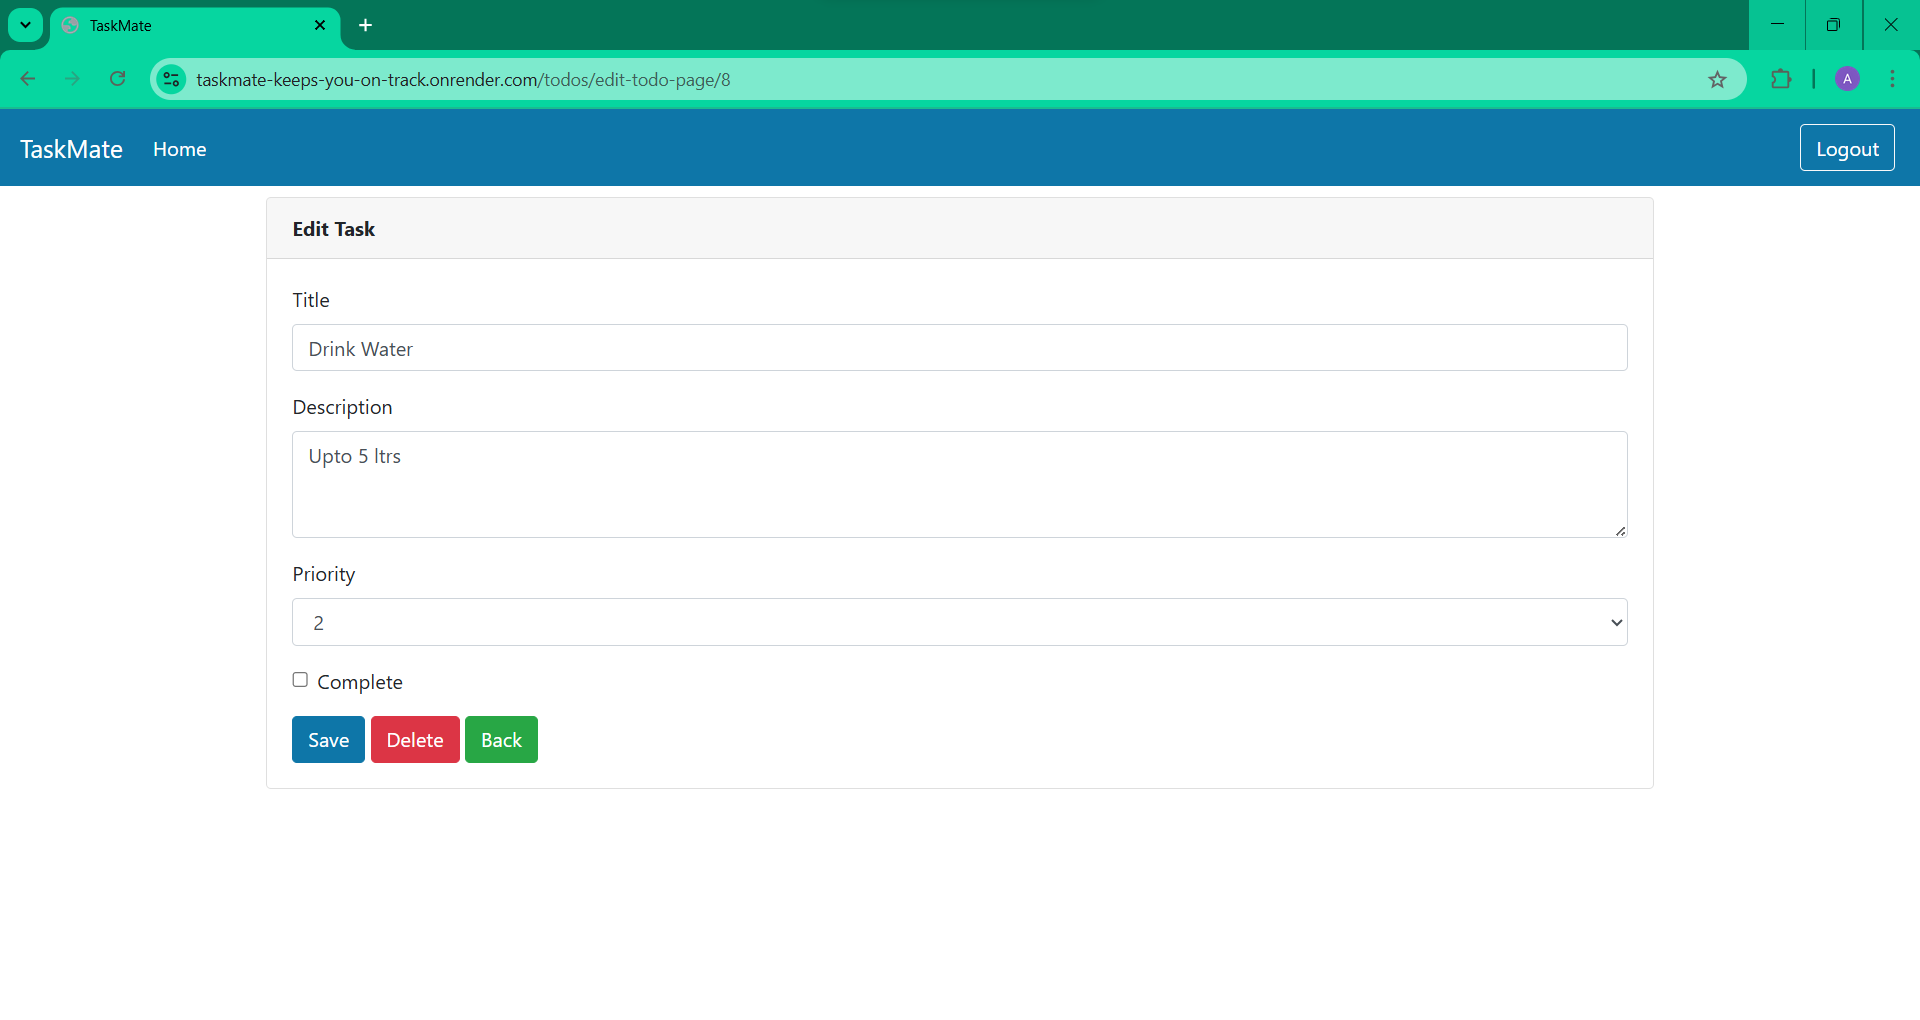 TaskMate
taskmate-keeps-you-on-track.onrender.com/todos/edit-todo-page/8
A
TaskMate Home Logout
Edit Task
Title
Drink Water
Description
Upto 5 ltrs
Priority
2
Complete
Save Delete Back